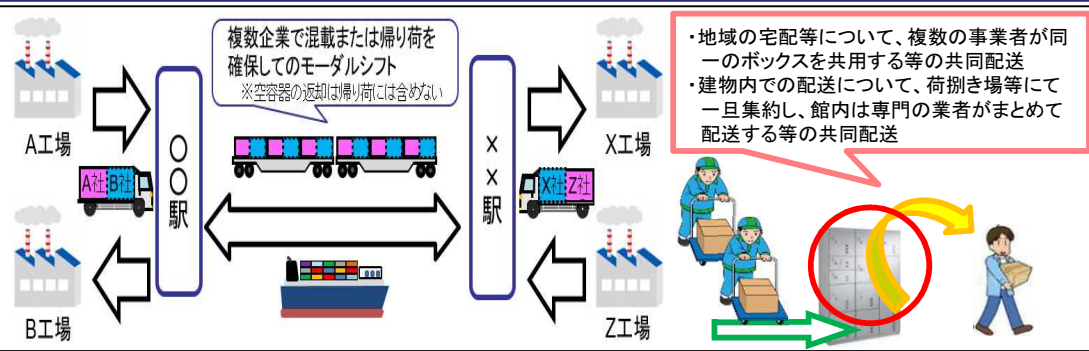 A工場
B工場
A社
B社
○○駅
複数企業で混載または帰り荷を
確保してのモーダルシフト
※空容器の返却は帰り荷には含めない
××駅
X社
Z社
X工場
Z工場
・地域の宅配等について、複数の事業者が同
一のボックスを共用する等の共同配送
・建物内での配送について、荷捌き場等にて
一旦集約し、館内は専門の業者がまとめて
配送する等の共同配送